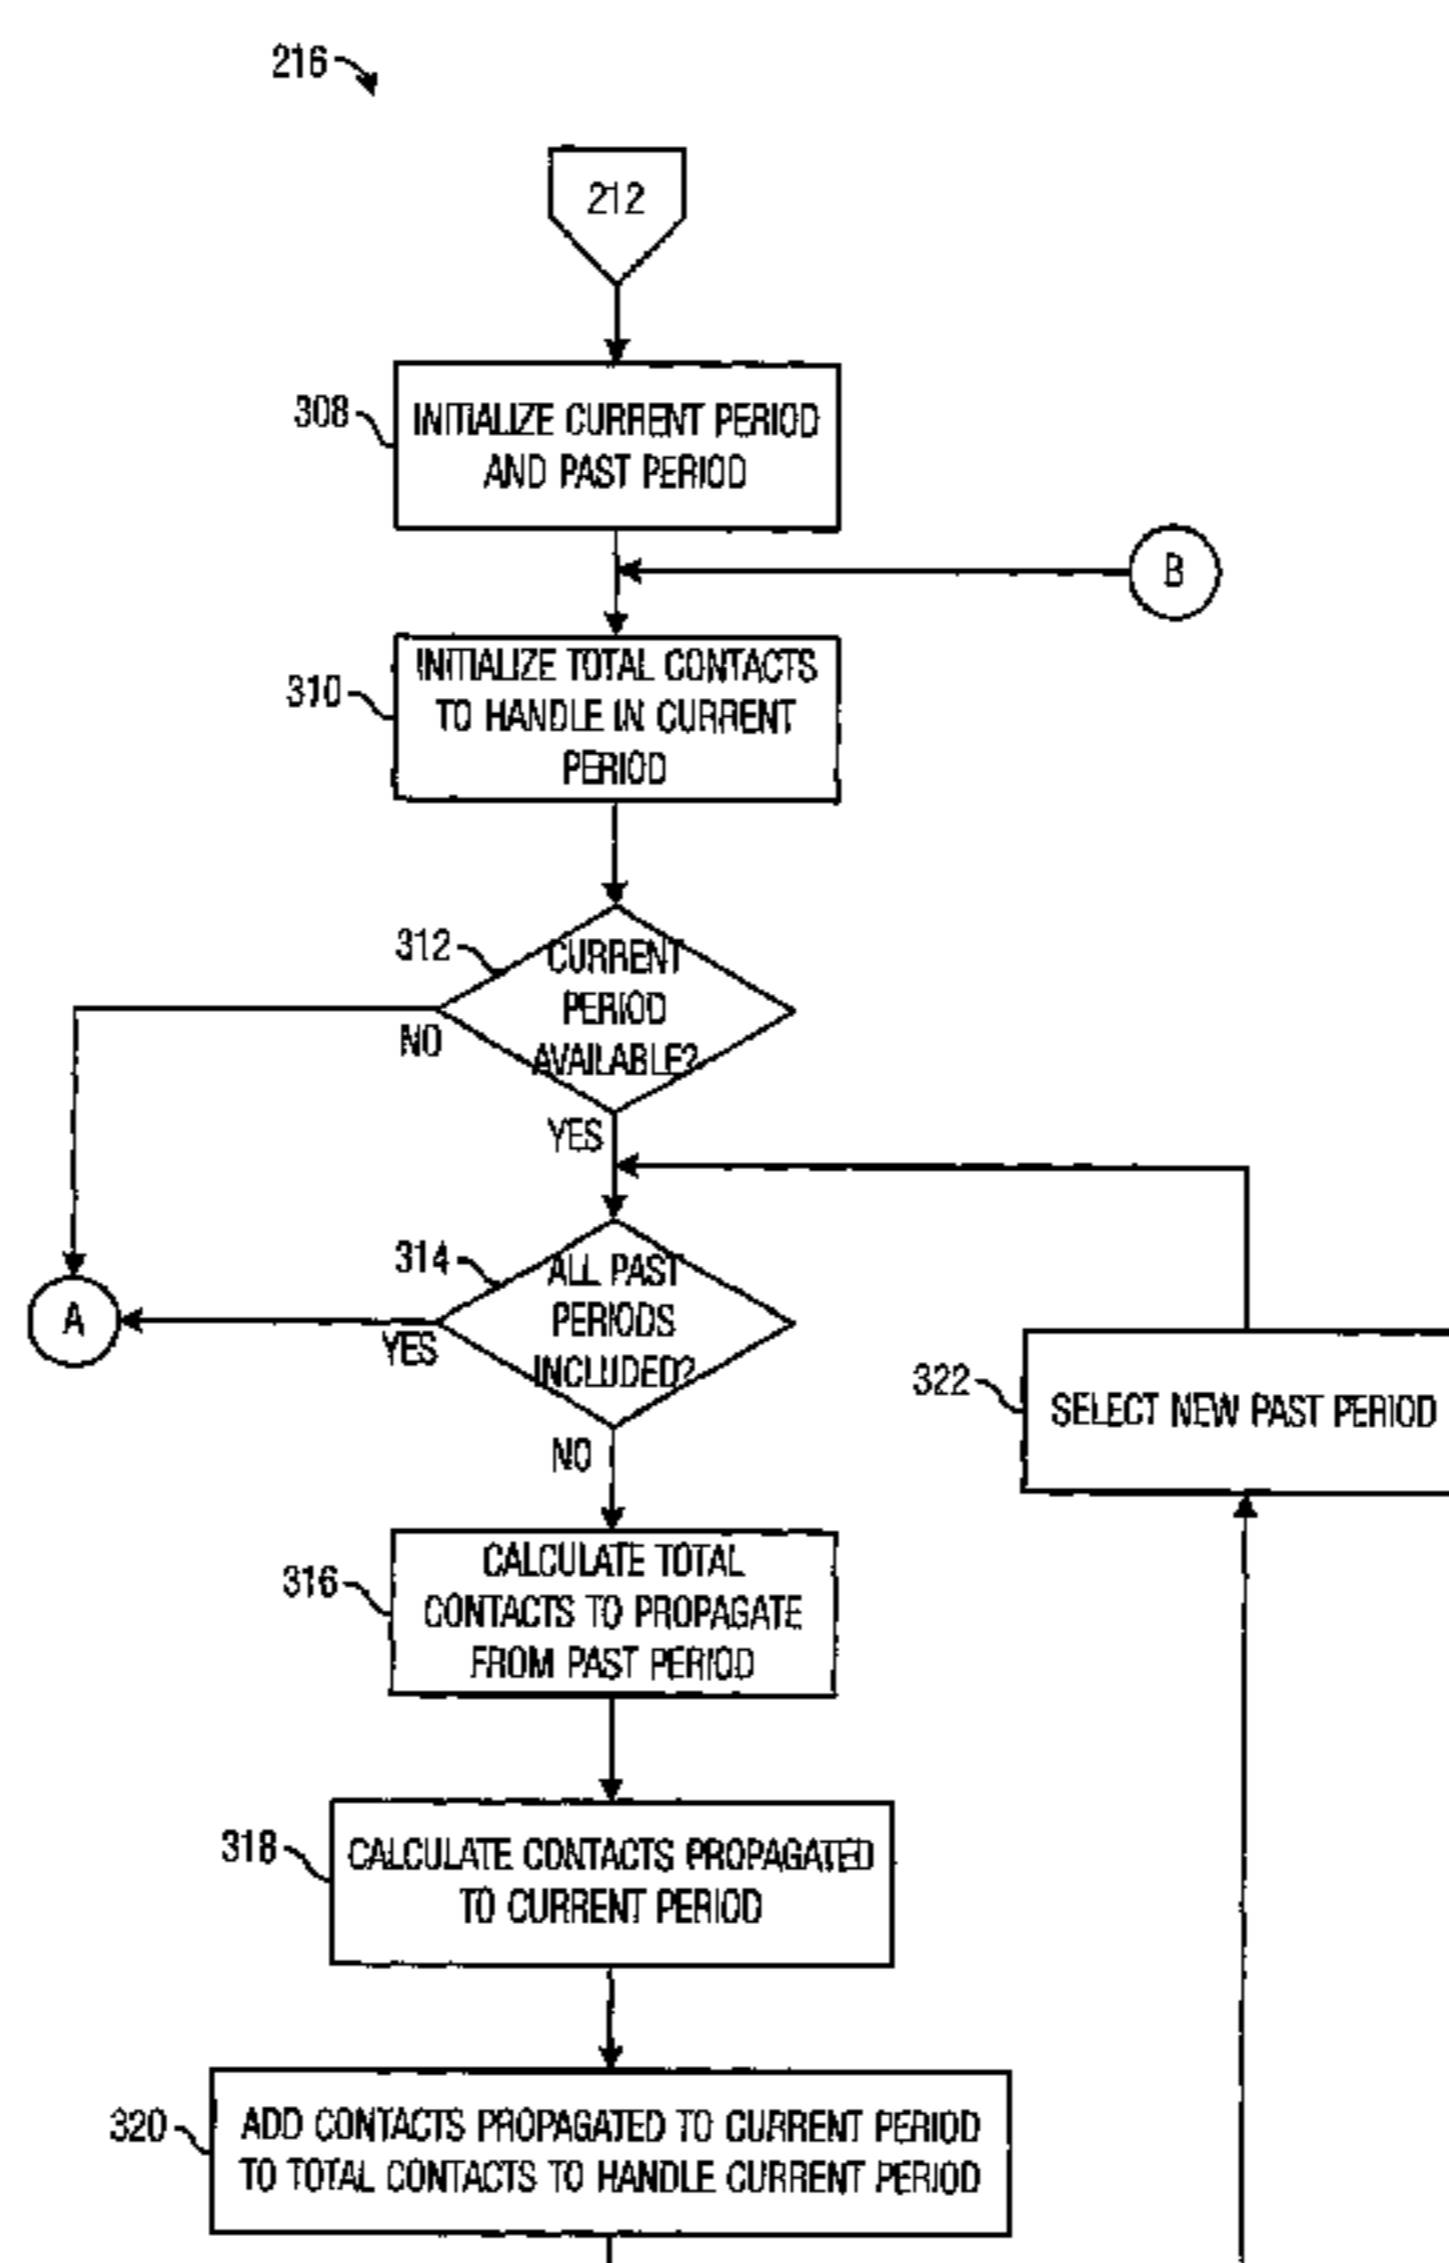 216
212
308
INITIALIZE CURRENT PERIOD
AND PAST PERIOD
B
310
INITIALIZE TOTAL CONTACTS
TO HANDLE IN CURRENT
PERIOD
312
CURRENT
PERIOD
AVAILABLE?
NO
YES
314
ALL PAST
PERIODS
INCLUDED?
A
YES
NO
322
SELECT NEW PAST PERIOD
316
CALCULATE TOTAL
CONTACTS TO PROPAGATE
FROM PAST PERIOD
318
CALCULATE CONTACTS PROPAGATED
TO CURRENT PERIOD
320
ADD CONTACTS PROPAGATED TO CURRENT PERIOD
TO TOTAL CONTACTS TO HANDLE CURRENT PERIOD